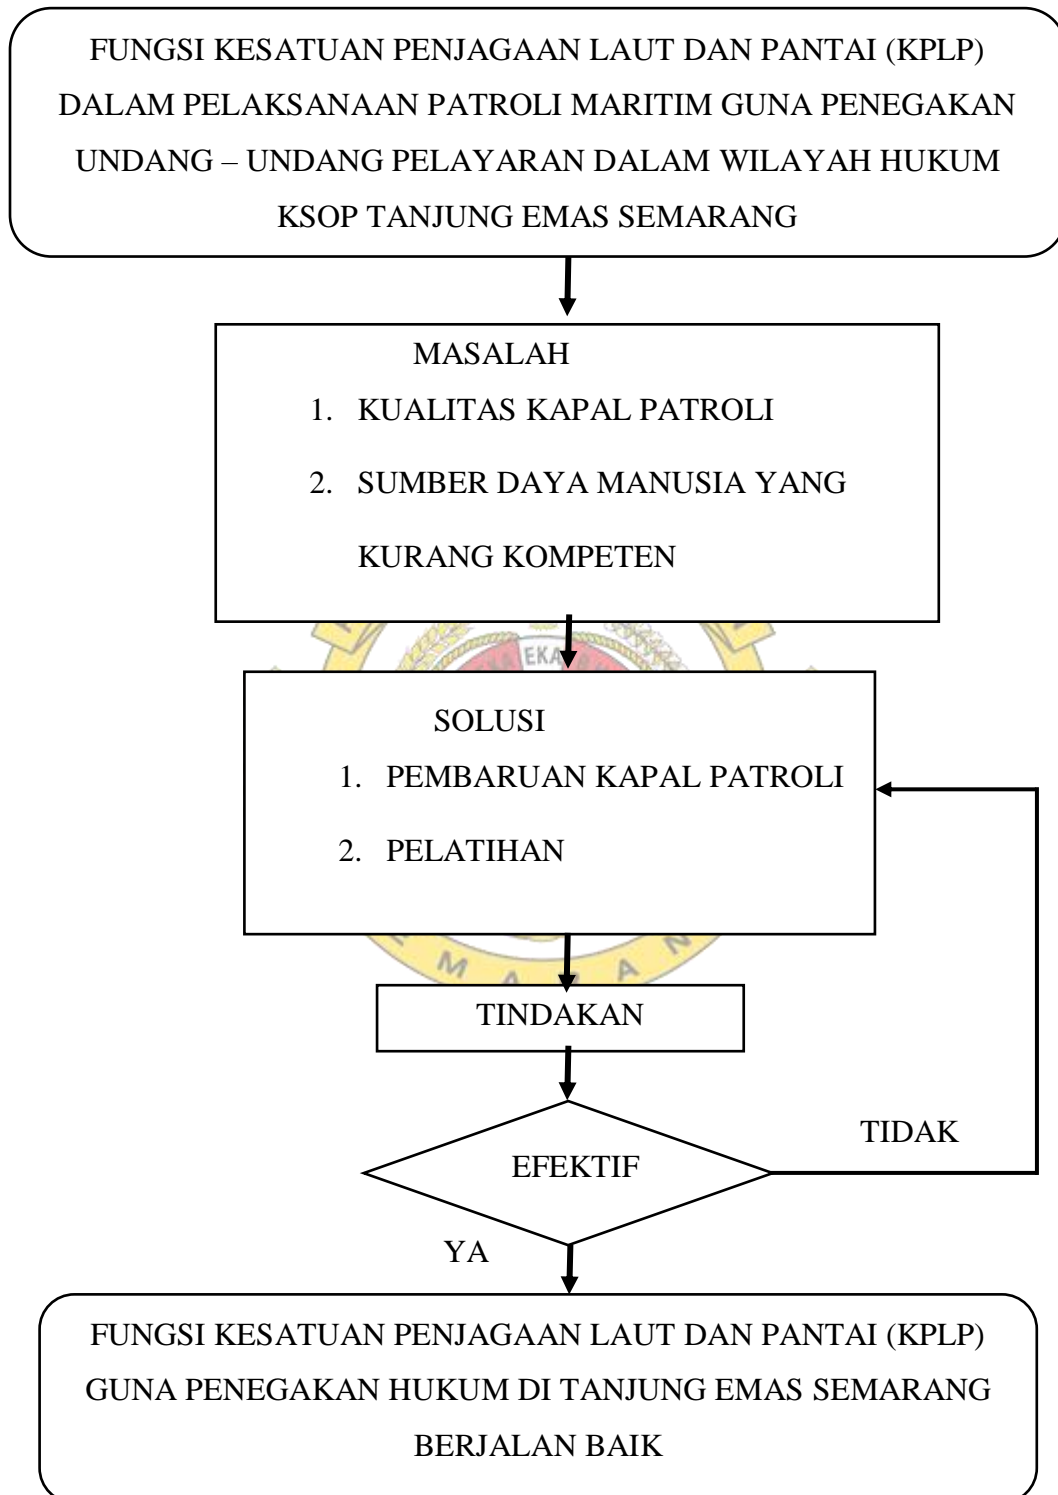 FUNGSI KESATUAN PENJAGAAN LAUT DAN PANTAI (KPLP)
DALAM PELAKSANAAN PATROLI MARITIM GUNA PENEGAKAN
UNDANG – UNDANG PELAYARAN DALAM WILAYAH HUKUM
KSOP TANJUNG EMAS SEMARANG
MASALAH
1. KUALITAS KAPAL PATROLI
2. SUMBER DAYA MANUSIA YANG
KURANG KOMPETEN
EKA
SOLUSI
1. PEMBARUAN KAPAL PATROLI
2. PELATIHAN
TINDAKAN
EFEKTIF
TIDAK
YA
FUNGSI KESATUAN PENJAGAAN LAUT DAN PANTAI (KPLP)
GUNA PENEGAKAN HUKUM DI TANJUNG EMAS SEMARANG
BERJALAN BAIK